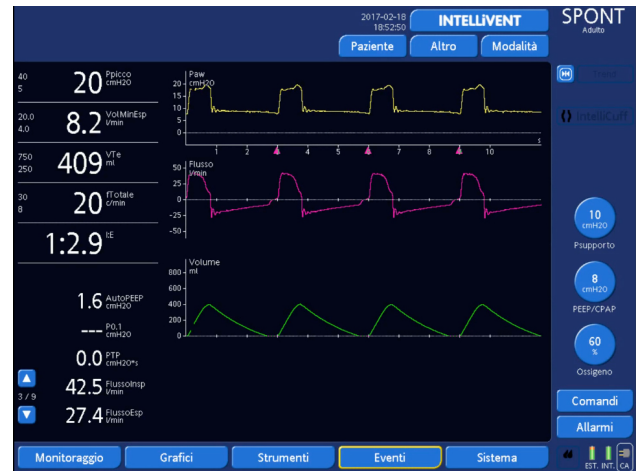 2017-02-18
18:52:50
INTELLiVENT
SPONT
Adulto
Paziente
Altro
Modalità
40
5
20
Ppicco
cmH2O
20.0
4.0
8.2
VolMinEsp
l/min
750
250
409
VTe
ml
30
8
20
fTotale
c/min
1:2.9
I:E
1.6
AutoPEEP
cmH2O
---
P0.1
cmH2O
0.0
PTP
cmH2O*s
3 / 9
42.5
FlussoInsp
l/min
27.4
FlussoEsp
l/min
Paw
cmH2O
20
15
10
5
0
s
1
2
4
5
7
8
10
Flusso
l/min
50
25
0
-25
-50
Volume
ml
800
600
400
200
0
IntelliCuff
10
cmH2O
Psupporto
8
cmH2O
PEEP/CPAP
60
%
Ossigeno
Comandi
Allarmi
Monitoraggio
Grafici
Strumenti
Eventi
Sistema
EST. INT. CA